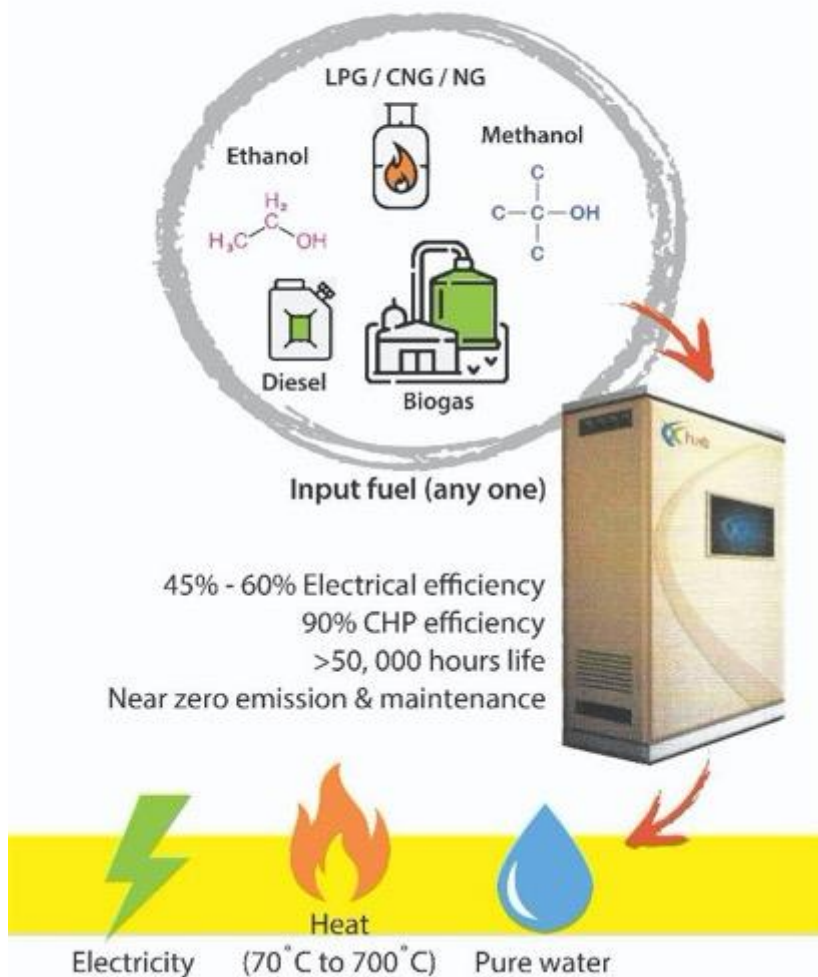 LPG / CNG / NG
Ethanol
Methanol
H₂
C
H₃C
OH
C
C–C–OH
C
Diesel
Biogas
Input fuel (any one)
45% - 60% Electrical efficiency
90% CHP efficiency
>50, 000 hours life
Near zero emission & maintenance
Electricity
Heat
(70˚C to 700˚C)
Pure water